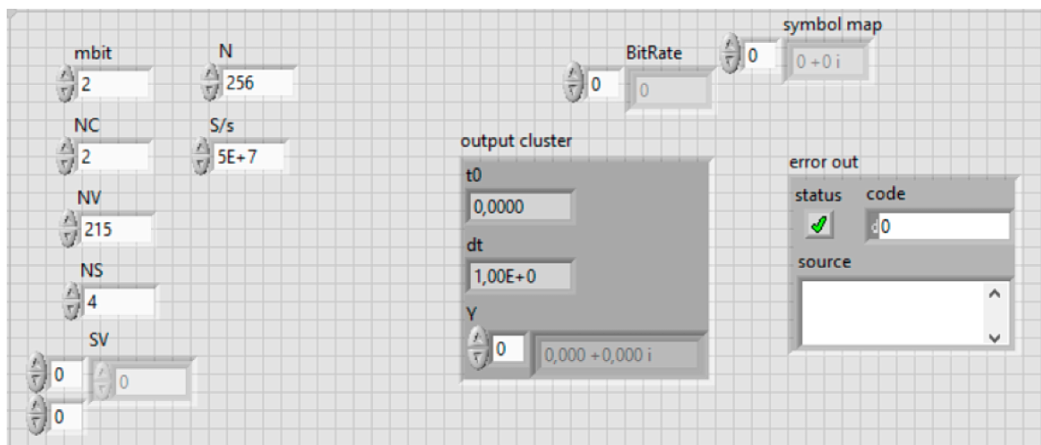 mbit
2
N
256
NC
2
S/s
5E+7
NV
215
NS
4
SV
0
0
0
BitRate
0
0
symbol map
0
0 +0 i
output cluster
t0
0,0000
dt
1,00E+0
Y
0
0,000 +0,000 i
error out
status
code
d0
source